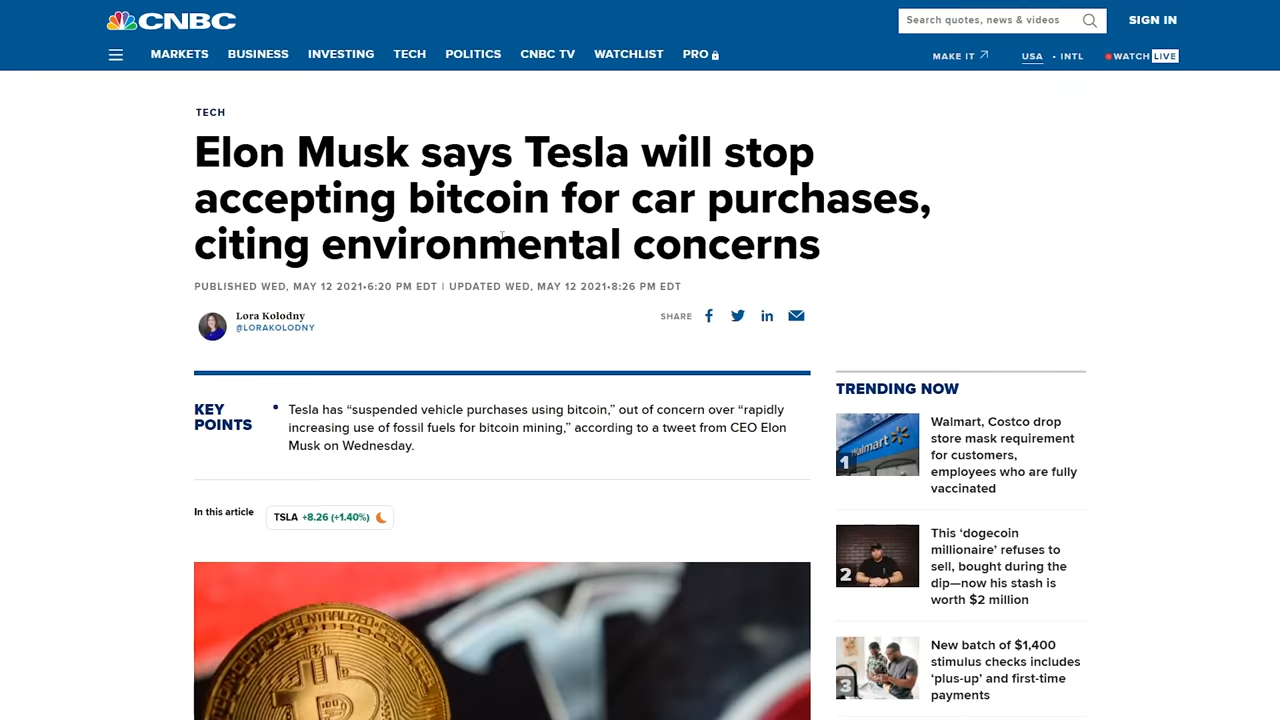 CNBC
Search quotes, news & videos
SIGN IN
MARKETS BUSINESS INVESTING TECH POLITICS CNBC TV WATCHLIST PRO
MAKE IT USA • INTL WATCH LIVE
TECH
Elon Musk says Tesla will stop
accepting bitcoin for car purchases,
citing environmental concerns
PUBLISHED WED, MAY 12 2021•6:20 PM EDT | UPDATED WED, MAY 12 2021•8:26 PM EDT
Lora Kolodny
@LORAKOLODNY
SHARE
KEY
POINTS
• Tesla has “suspended vehicle purchases using bitcoin,” out of concern over “rapidly
increasing use of fossil fuels for bitcoin mining,” according to a tweet from CEO Elon
Musk on Wednesday.
In this article
TSLA +8.26 (+1.40%)
DECENTRALIZED
TRENDING NOW
Walmart
1
Walmart, Costco drop
store mask requirement
for customers,
employees who are fully
vaccinated
2
This ‘dogecoin
millionaire’ refuses to
sell, bought during the
dip—now his stash is
worth $2 million
3
New batch of $1,400
stimulus checks includes
‘plus-up’ and first-time
payments